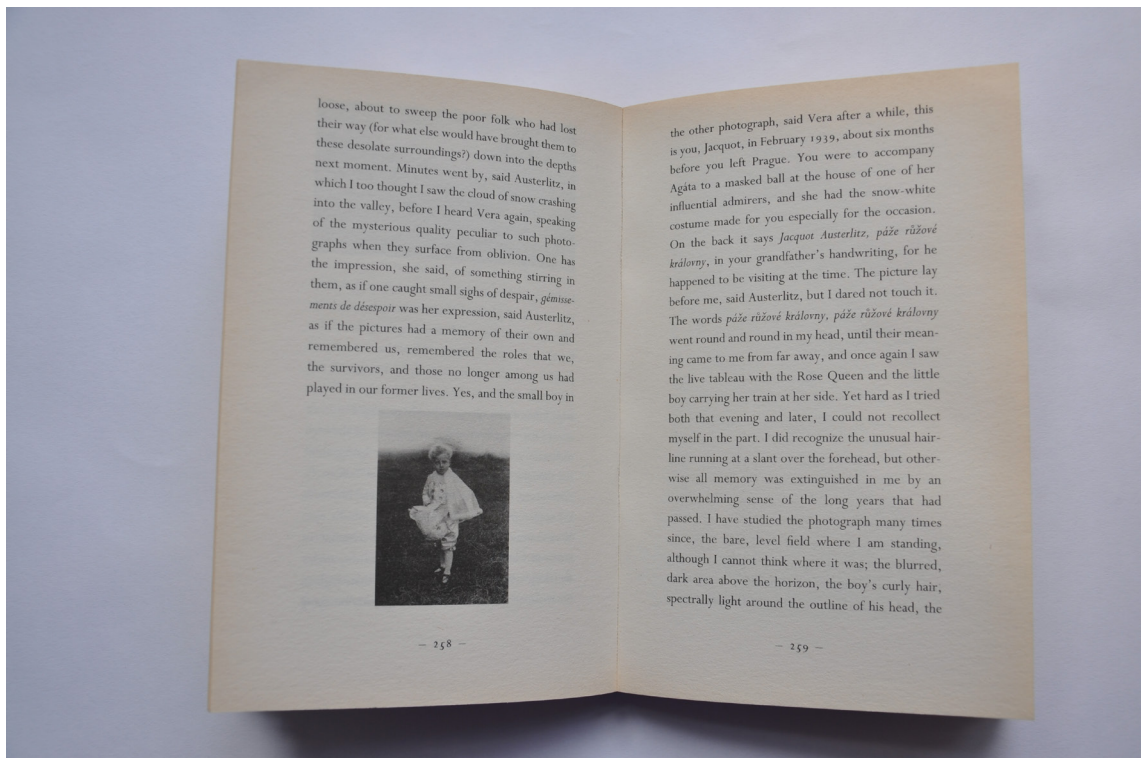 loose, about to sweep the poor folk who had lost
their way (for what else would have brought them to
these desolate surroundings?) down into the depths
next moment. Minutes went by, said Austerlitz, in
which I too thought I saw the cloud of snow crashing
into the valley, before I heard Vera again, speaking
of the mysterious quality peculiar to such photo-
graphs when they surface from oblivion. One has
the impression, she said, of something stirring in
them, as if one caught small sighs of despair, gémisse-
ments de désespoir was her expression, said Austerlitz,
as if the pictures had a memory of their own and
remembered us, remembered the roles that we,
the survivors, and those no longer among us had
played in our former lives. Yes, and the small boy in
– 258 –
the other photograph, said Vera after a while, this
is you, Jacquot, in February 1939, about six months
before you left Prague. You were to accompany
Agáta to a masked ball at the house of one of her
influential admirers, and she had the snow-white
costume made for you especially for the occasion.
On the back it says Jacquot Austerlitz, páže růžové
královny, in your grandfather's handwriting, for he
happened to be visiting at the time. The picture lay
before me, said Austerlitz, but I dared not touch it.
The words páže růžové královny, páže růžové královny
went round and round in my head, until their mean-
ing came to me from far away, and once again I saw
the live tableau with the Rose Queen and the little
boy carrying her train at her side. Yet hard as I tried
both that evening and later, I could not recollect
myself in the part. I did recognize the unusual hair-
line running at a slant over the forehead, but other-
wise all memory was extinguished in me by an
overwhelming sense of the long years that had
passed. I have studied the photograph many times
since, the bare, level field where I am standing,
although I cannot think where it was; the blurred,
dark area above the horizon, the boy's curly hair,
spectrally light around the outline of his head, the
– 259 –